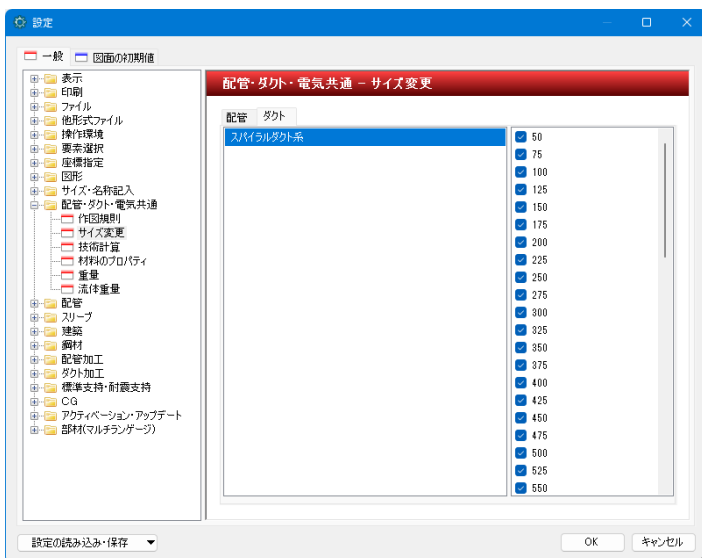 設定
一般
図面の初期値
表示
印刷
ファイル
他形式ファイル
操作環境
要素選択
座標指定
図形
サイズ・名称記入
配管・ダクト・電気共通
作図規則
サイズ変更
技術計算
材料のプロパティ
重量
流体重量
配管
スリーブ
建築
鋼材
配管加工
ダクト加工
標準支持・耐震支持
CG
アクティベーション・アップデート
部材(マルチランゲージ)
配管・ダクト・電気共通 - サイズ変更
配管
ダクト
スパイラルダクト系
50
75
100
125
150
175
200
225
250
275
300
325
350
375
400
425
450
475
500
525
550
設定の読み込み・保存
OK
キャンセル